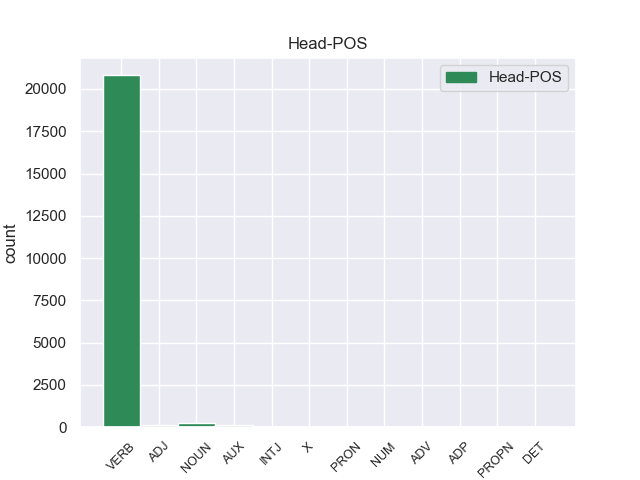 Head-POS
Head-POS
20000
17500
15000
12500
10000
7500
5000
2500
0
count
VERB
ADJ
NOUN
AUX
INTJ
X
PRON
NUM
ADV
ADP
PROPN
DET